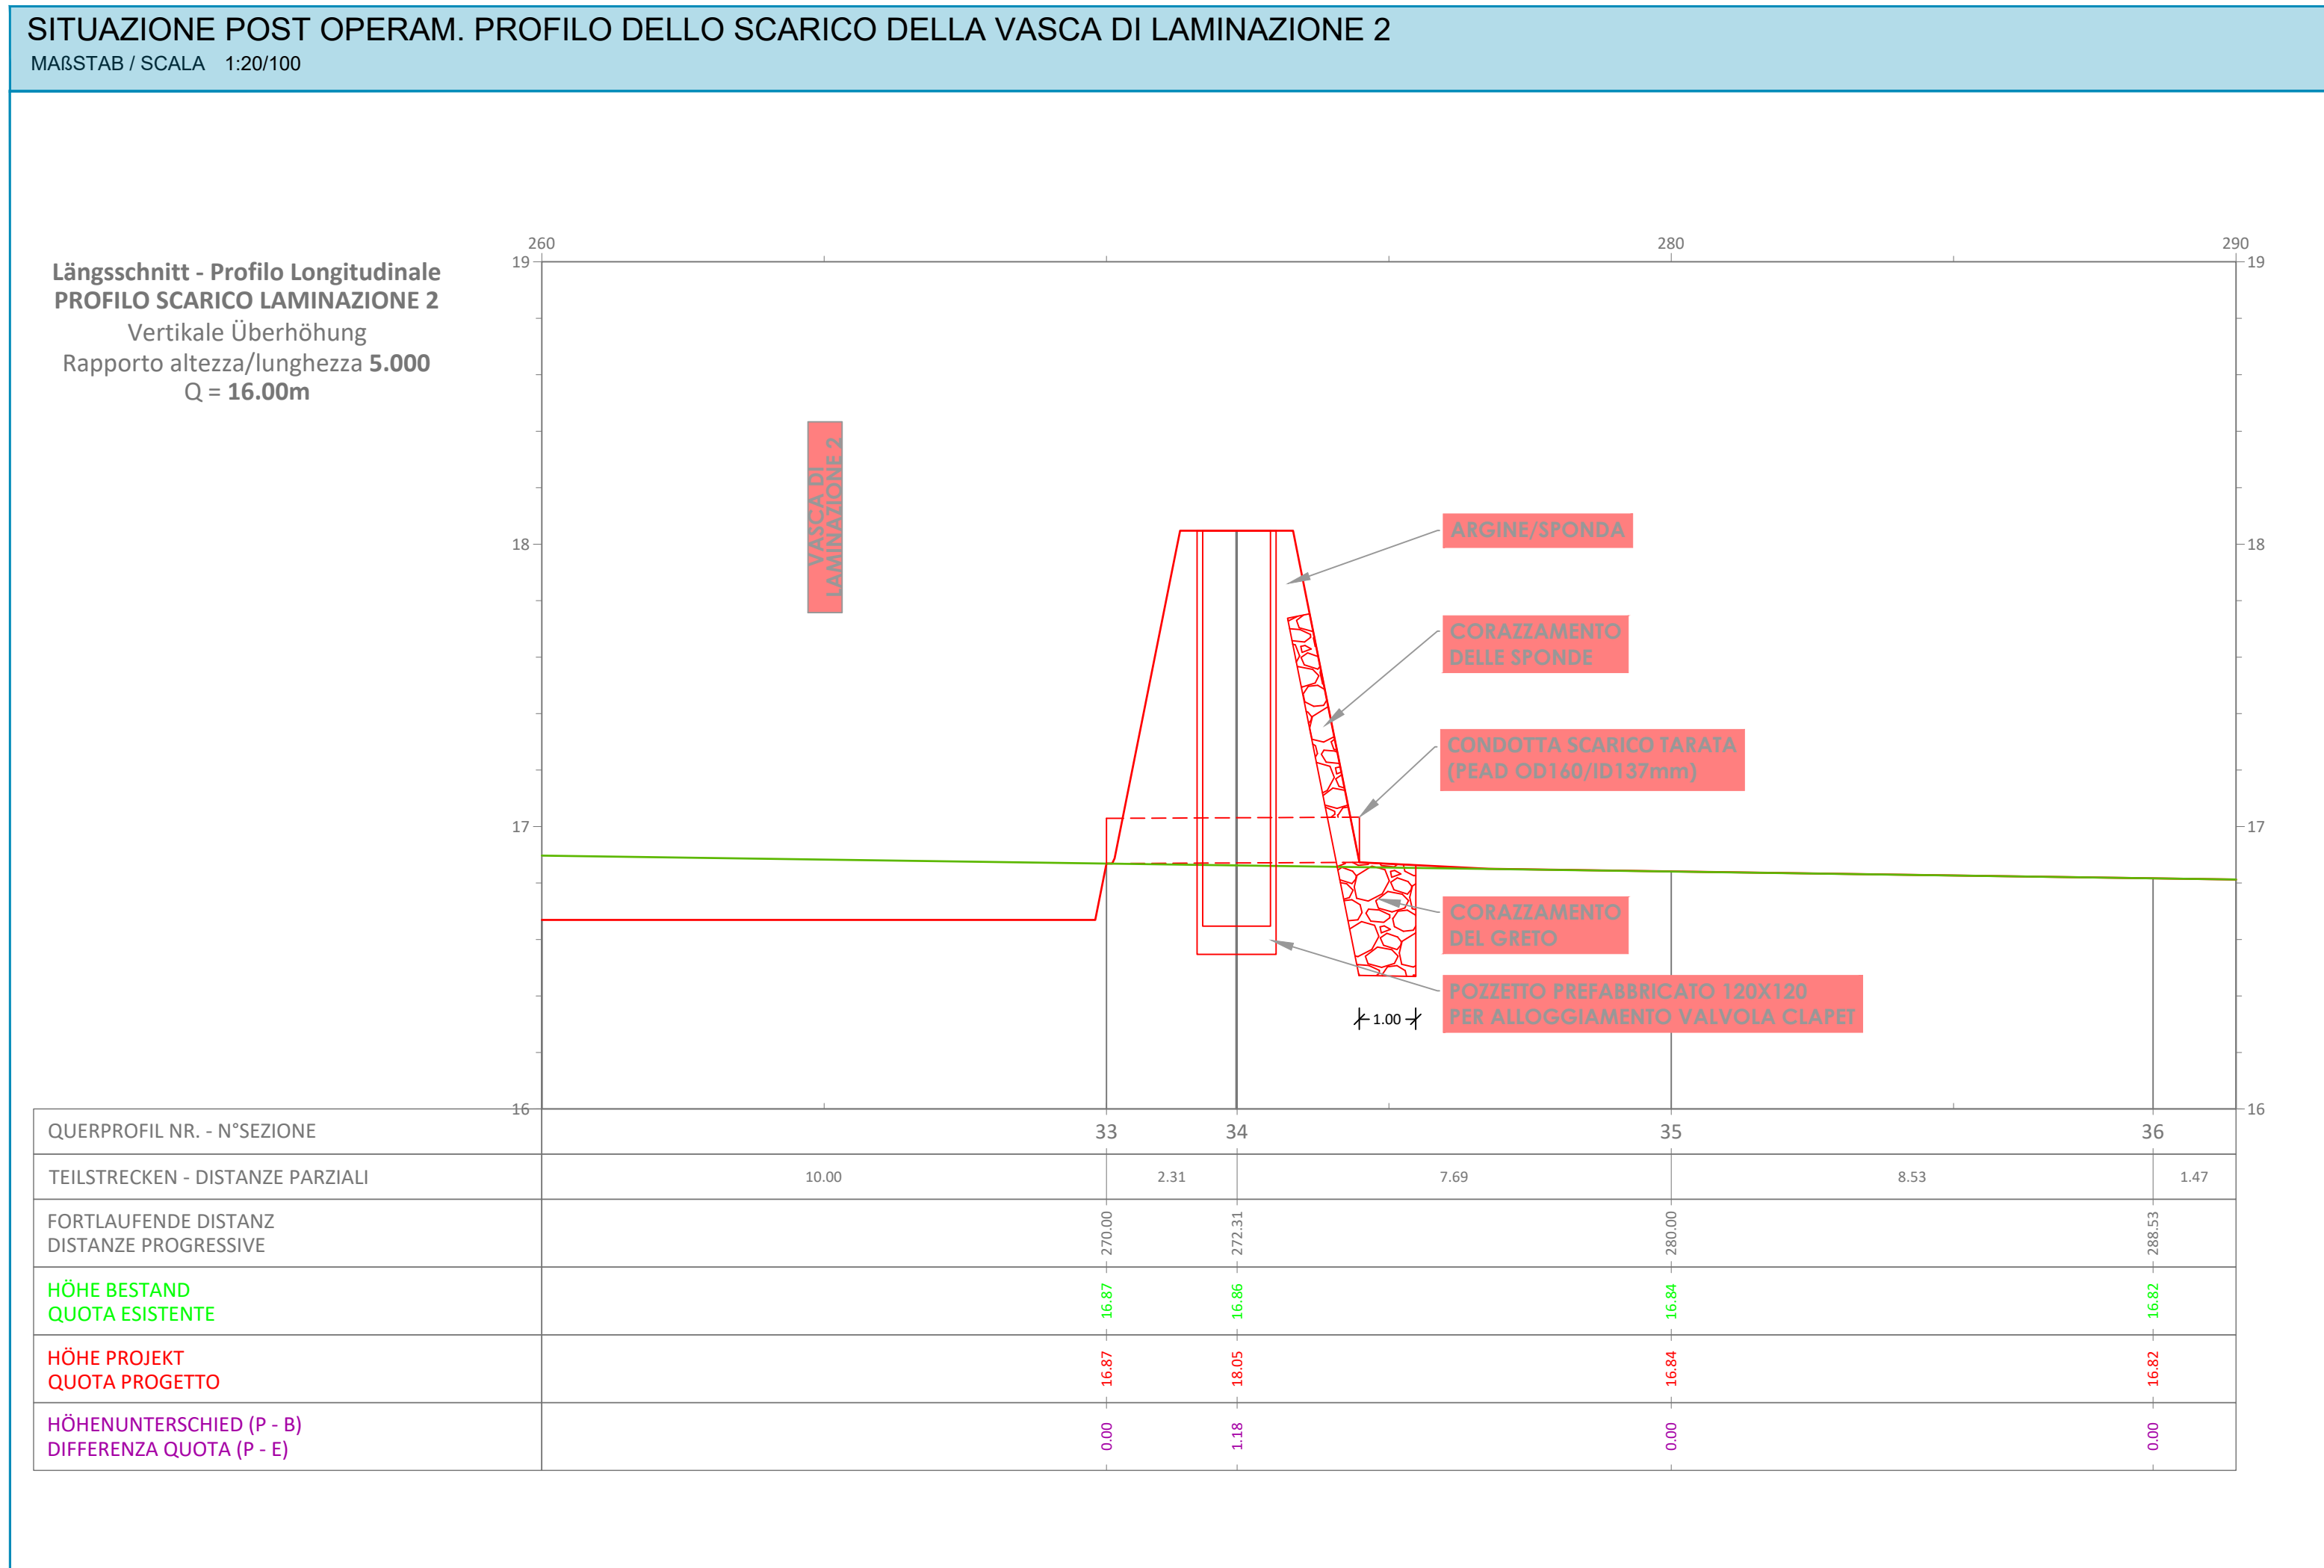 SITUAZIONE POST OPERAM. PROFILO DELLO SCARICO DELLA VASCA DI LAMINAZIONE 2
MAßSTAB / SCALA 1:20/100
Längsschnitt - Profilo Longitudinale
PROFILO SCARICO LAMINAZIONE 2
Vertikale Überhöhung
Rapporto altezza/lunghezza 5.000
Q = 16.00m
260 280 290
19 19
18 18
17 17
16 16
VASCA DI
LAMINAZIONE 2
ARGINE/SPONDA
CORAZZAMENTO
DELLE SPONDE
CONDOTTA SCARICO TARATA
(PEAD OD160/ID137mm)
CORAZZAMENTO
DEL GRETO
POZZETTO PREFABBRICATO 120X120
PER ALLOGGIAMENTO VALVOLA CLAPET
1.00
QUERPROFIL NR. - N°SEZIONE 33 34 35 36
TEILSTRECKEN - DISTANZE PARZIALI 10.00 2.31 7.69 8.53 1.47
FORTLAUFENDE DISTANZ
DISTANZE PROGRESSIVE 270.00 272.31 280.00 288.53
HÖHE BESTAND
QUOTA ESISTENTE 16.87 16.86 16.84 16.82
HÖHE PROJEKT
QUOTA PROGETTO 16.87 18.05 16.84 16.82
HÖHENUNTERSCHIED (P - B)
DIFFERENZA QUOTA (P - E) 0.00 1.18 0.00 0.00